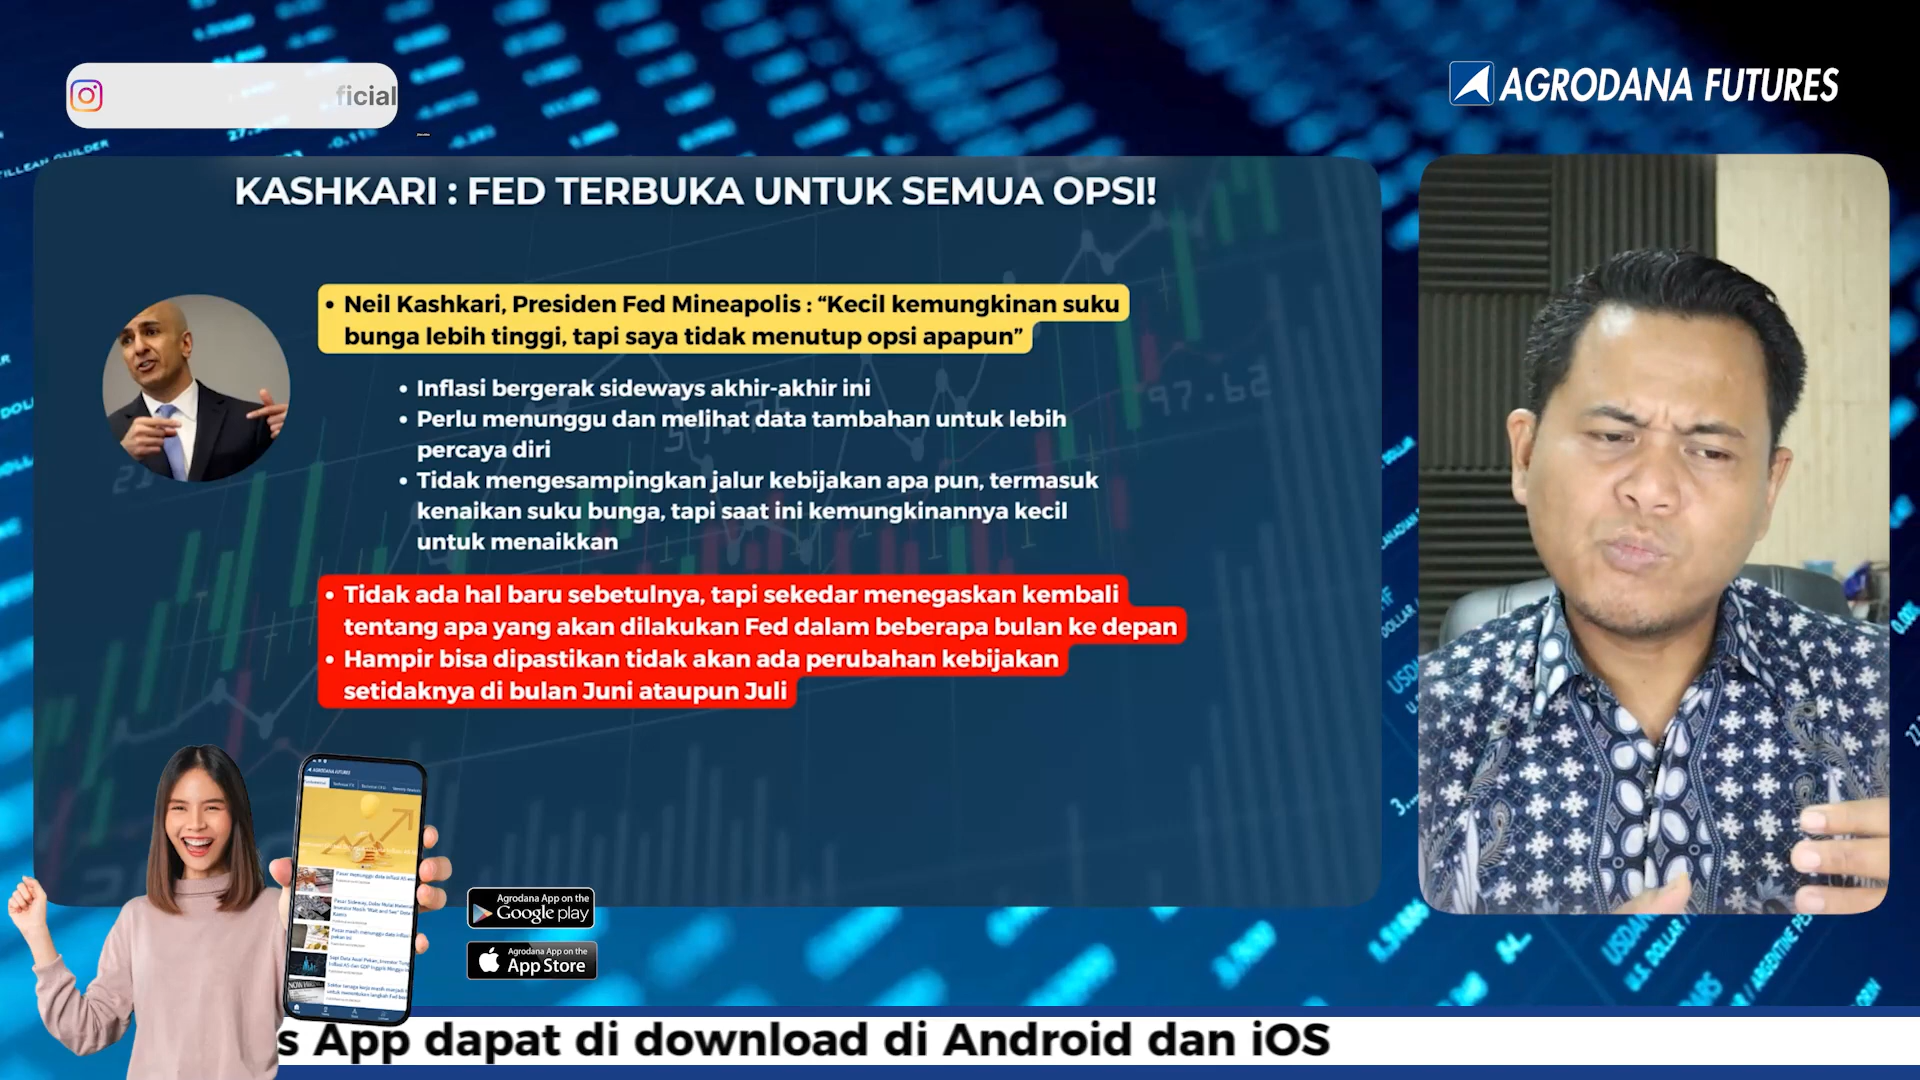 ficial
AGRODANA FUTURES
KASHKARI : FED TERBUKA UNTUK SEMUA OPSI!
• Neil Kashkari, Presiden Fed Mineapolis : “Kecil kemungkinan suku
bunga lebih tinggi, tapi saya tidak menutup opsi apapun”
• Inflasi bergerak sideways akhir-akhir ini
• Perlu menunggu dan melihat data tambahan untuk lebih
percaya diri
• Tidak mengesampingkan jalur kebijakan apa pun, termasuk
kenaikan suku bunga, tapi saat ini kemungkinannya kecil
untuk menaikkan
• Tidak ada hal baru sebetulnya, tapi sekedar menegaskan kembali
tentang apa yang akan dilakukan Fed dalam beberapa bulan ke depan
• Hampir bisa dipastikan tidak akan ada perubahan kebijakan
setidaknya di bulan Juni ataupun Juli
97.62
AGRODANA FUTURES
Agrodana App on the
Google play
Agrodana App on the
App Store
s App dapat di download di Android dan iOS